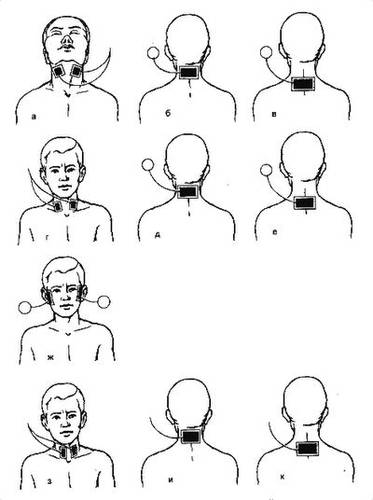 а б в
г д е
ж
з и к